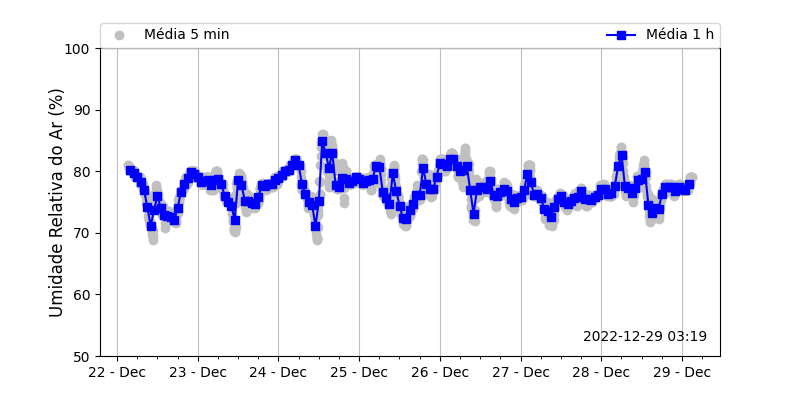 Média 5 min
Média 1 h
Umidade Relativa do Ar (%)
100
90
80
70
60
50
2022-12-29 03:19
22 - Dec
23 - Dec
24 - Dec
25 - Dec
26 - Dec
27 - Dec
28 - Dec
29 - Dec